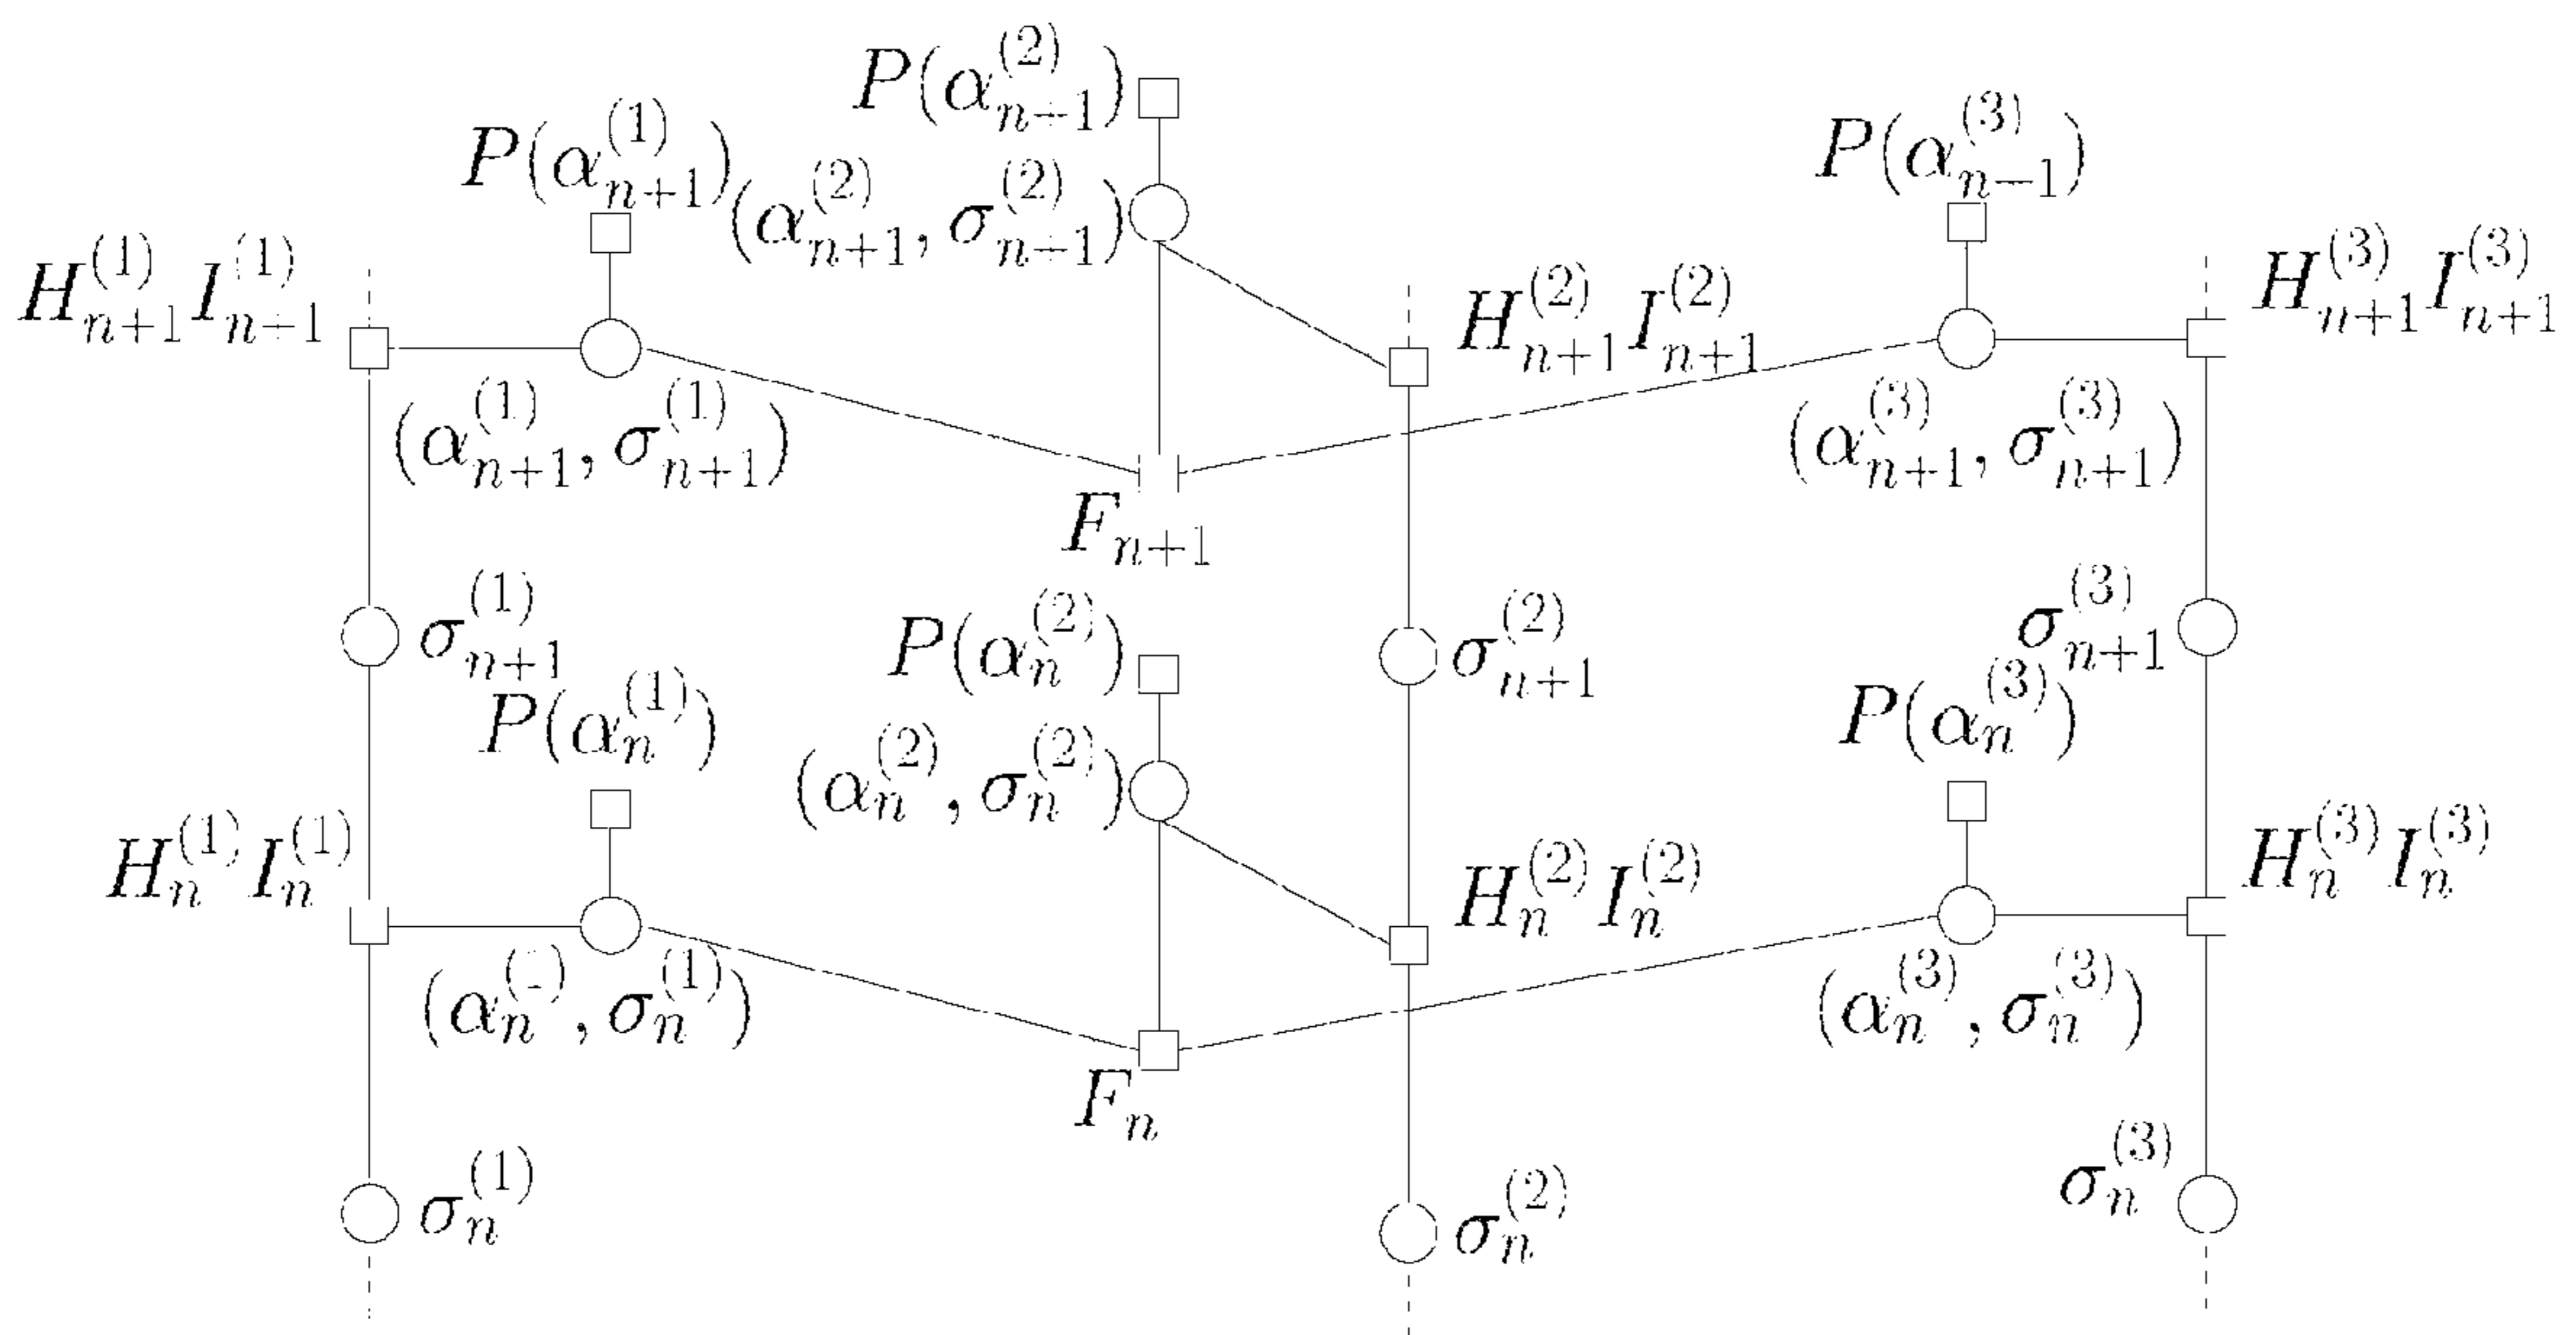 P(α_{n+1}^{(2)})
P(α_{n+1}^{(1)})
P(α_{n-1}^{(3)})
(α_{n+1}^{(2)}, σ_{n+1}^{(2)})
H_{n+1}^{(1)} I_{n+1}^{(1)}
H_{n+1}^{(2)} I_{n+1}^{(2)}
H_{n+1}^{(3)} I_{n+1}^{(3)}
(α_{n+1}^{(1)}, σ_{n+1}^{(1)})
(α_{n+1}^{(3)}, σ_{n+1}^{(3)})
F_{n+1}
σ_{n+1}^{(1)}
σ_{n+1}^{(2)}
σ_{n+1}^{(3)}
P(α_n^{(2)})
P(α_n^{(1)})
P(α_n^{(3)})
(α_n^{(2)}, σ_n^{(2)})
H_n^{(1)} I_n^{(1)}
H_n^{(2)} I_n^{(2)}
H_n^{(3)} I_n^{(3)}
(α_n^{(1)}, σ_n^{(1)})
(α_n^{(3)}, σ_n^{(3)})
F_n
σ_n^{(1)}
σ_n^{(2)}
σ_n^{(3)}